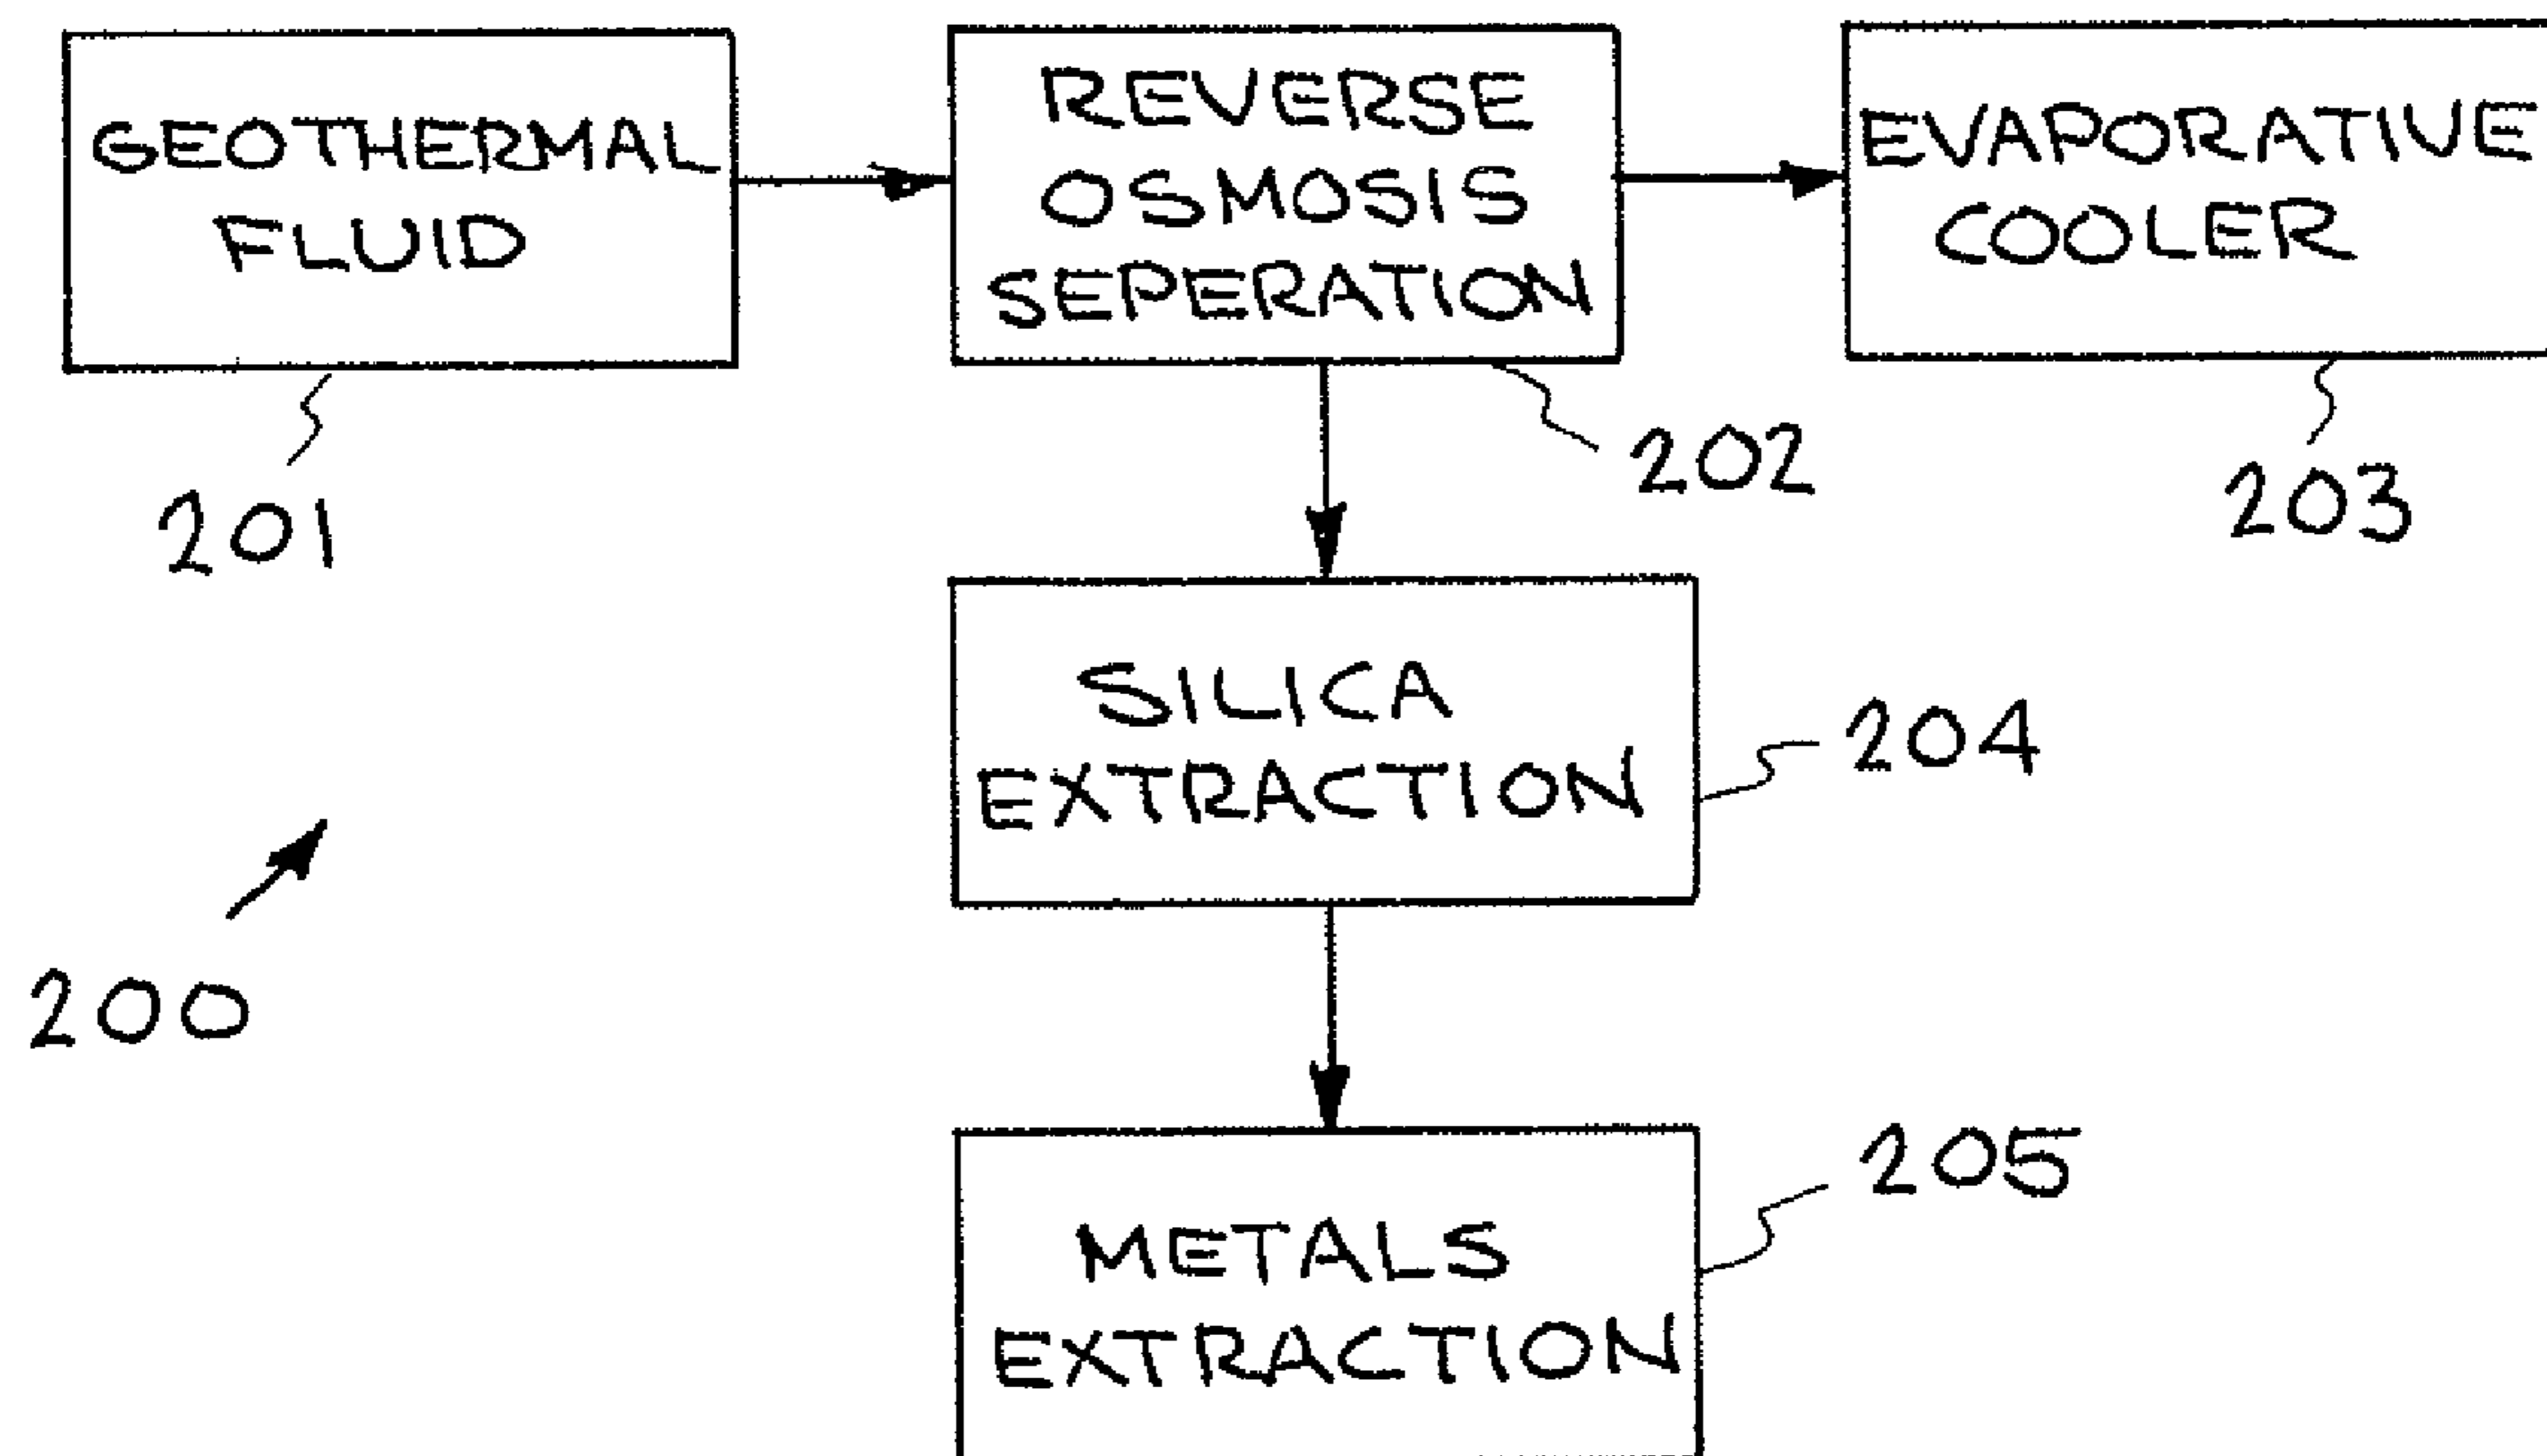 GEOTHERMAL
FLUID
201
REVERSE
OSMOSIS
SEPERATION
202
EVAPORATIVE
COOLER
203
SILICA
EXTRACTION
204
200
METALS
EXTRACTION
205